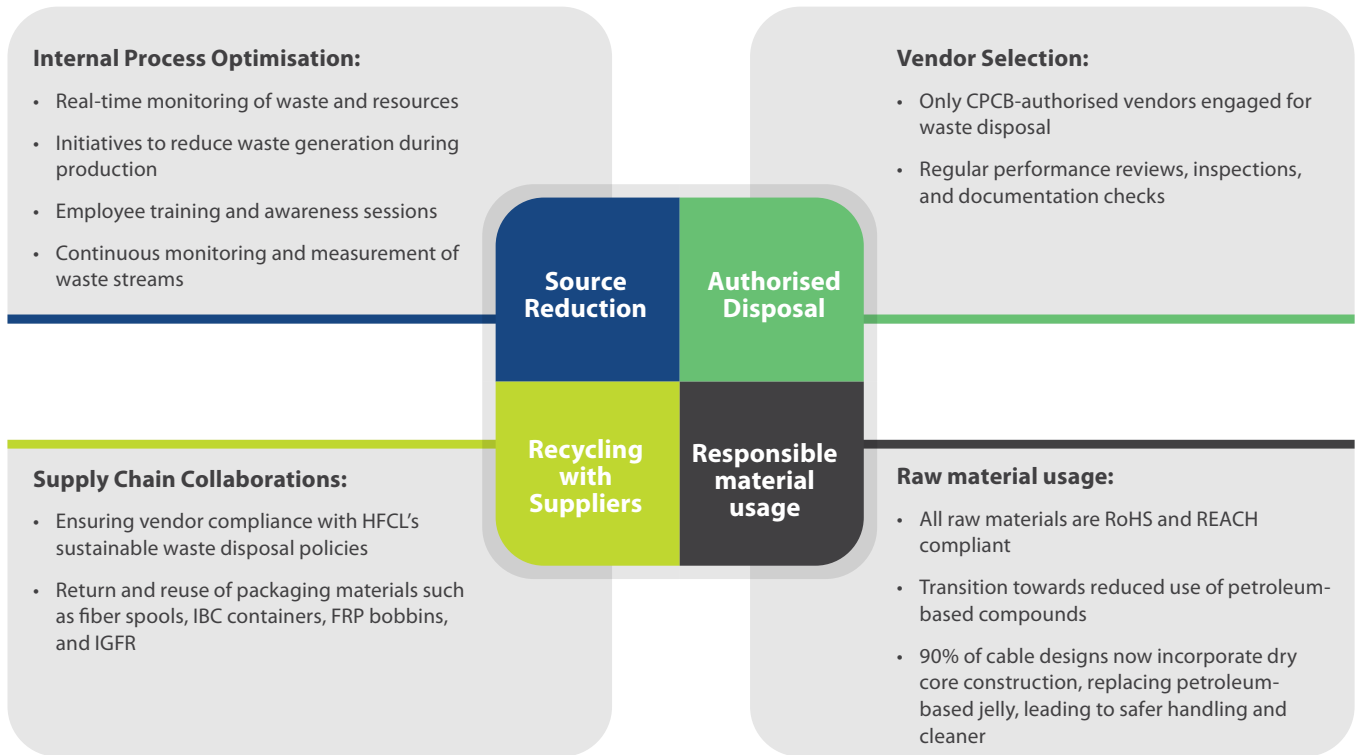 Internal Process Optimisation:
• Real-time monitoring of waste and resources
• Initiatives to reduce waste generation during
production
• Employee training and awareness sessions
• Continuous monitoring and measurement of
waste streams
Vendor Selection:
• Only CPCB-authorised vendors engaged for
waste disposal
• Regular performance reviews, inspections,
and documentation checks
Source
Reduction
Authorised
Disposal
Recycling
with
Suppliers
Responsible
material
usage
Supply Chain Collaborations:
• Ensuring vendor compliance with HFCL’s
sustainable waste disposal policies
• Return and reuse of packaging materials such
as fiber spools, IBC containers, FRP bobbins,
and IGFR
Raw material usage:
• All raw materials are RoHS and REACH
compliant
• Transition towards reduced use of petroleum-
based compounds
• 90% of cable designs now incorporate dry
core construction, replacing petroleum-
based jelly, leading to safer handling and
cleaner